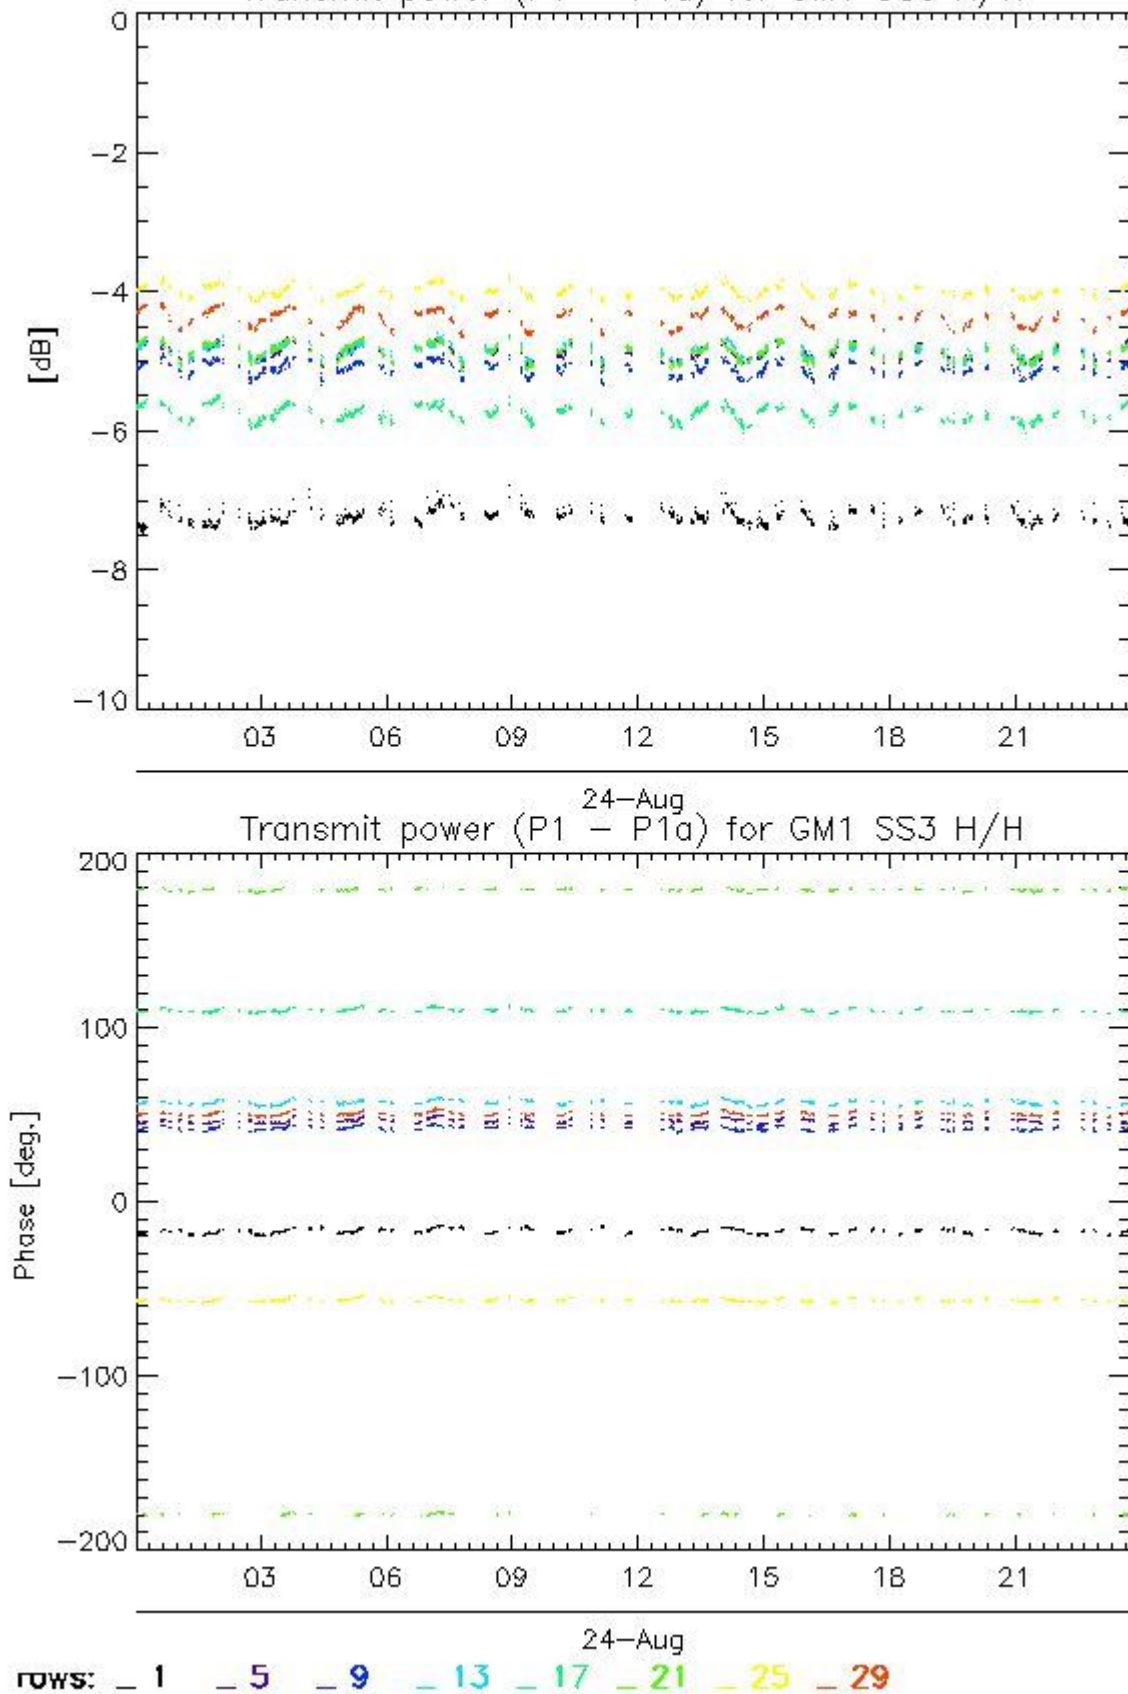 0
−2
−4
[dB]
−6
−8
−10
03 06 09 12 15 18 21
24−Aug
Transmit power (P1 − P1a) for GM1 SS3 H/H
200
100
Phase [deg.]
0
−100
−200
03 06 09 12 15 18 21
24−Aug
rows: _ 1 _ 5 _ 9 _ 13 _ 17 _ 21 _ 25 _ 29